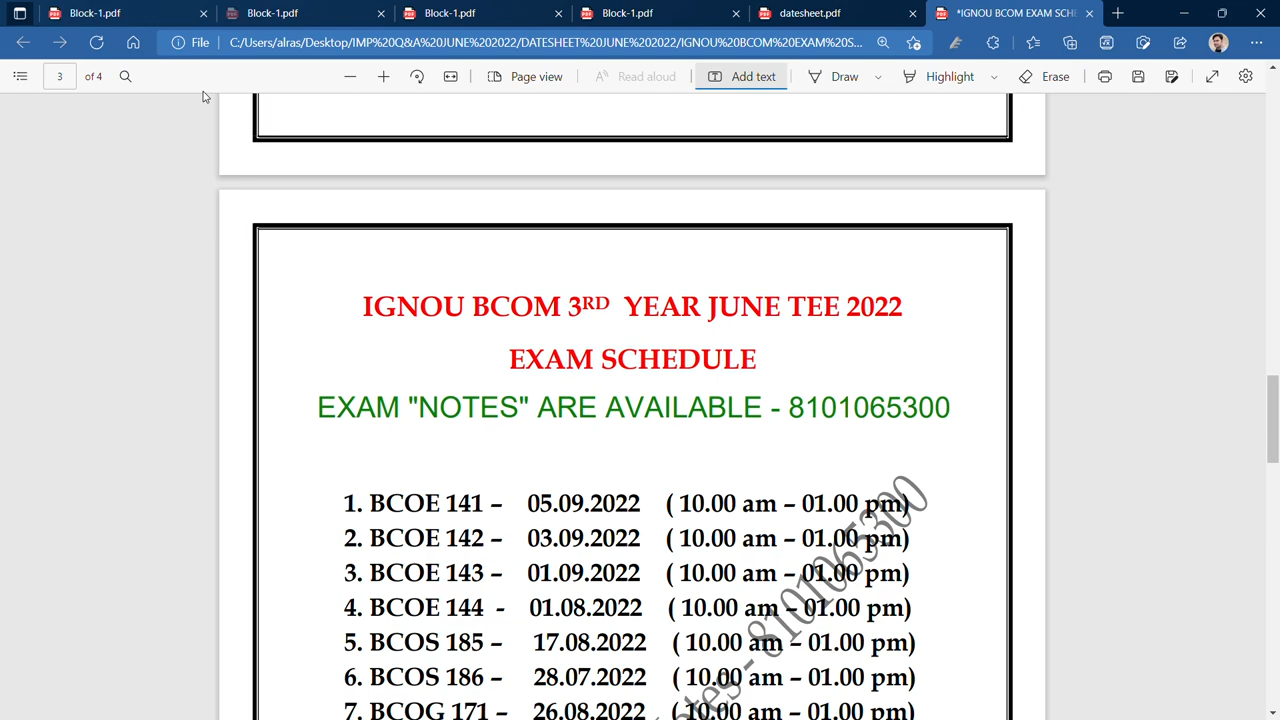 Block-1.pdf
Block-1.pdf
Block-1.pdf
Block-1.pdf
datesheet.pdf
*IGNOU BCOM EXAM SCHE
File
C:/Users/alras/Desktop/IMP%20Q&A%20JUNE%202022/DATESHEET%20JUNE%202022/IGNOU%20BCOM%20EXAM%20S...
3
of 4
Page view
Read aloud
Add text
Draw
Highlight
Erase
IGNOU BCOM 3RD YEAR JUNE TEE 2022
EXAM SCHEDULE
EXAM "NOTES" ARE AVAILABLE - 8101065300
1. BCOE 141 – 05.09.2022 ( 10.00 am – 01.00 pm)
2. BCOE 142 – 03.09.2022 ( 10.00 am – 01.00 pm)
3. BCOE 143 – 01.09.2022 ( 10.00 am – 01.00 pm)
4. BCOE 144 - 01.08.2022 ( 10.00 am – 01.00 pm)
5. BCOS 185 – 17.08.2022 ( 10.00 am – 01.00 pm)
6. BCOS 186 – 28.07.2022 ( 10.00 am – 01.00 pm)
7. BCOG 171 – 26.08.2022 ( 10.00 am – 01.00 pm)
- 8101065300